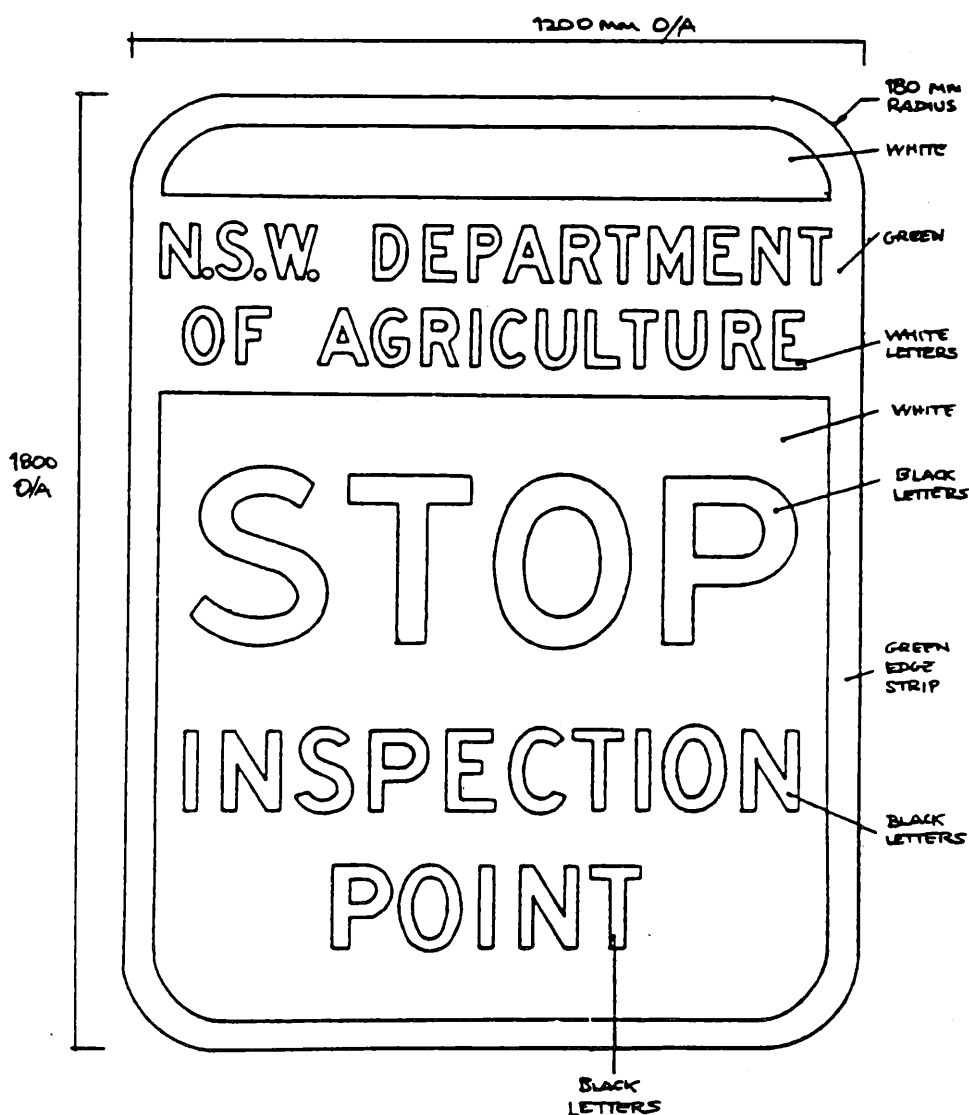 1200 mm O/A
180 MM
RADIUS
WHITE
N.S.W. DEPARTMENT
GREEN
OF AGRICULTURE
WHITE
LETTERS
WHITE
1800
O/A
STOP
BLACK
LETTERS
GREEN
EDGE
STRIP
INSPECTION
BLACK
LETTERS
POINT
BLACK
LETTERS